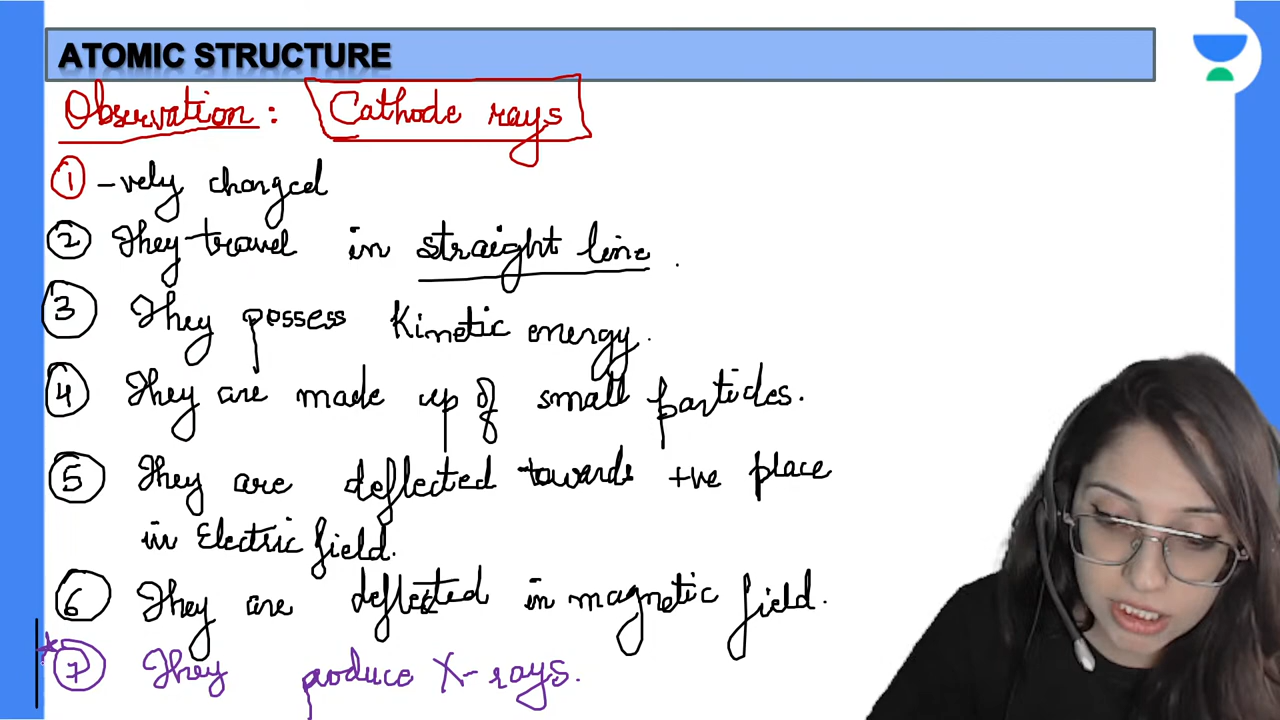 ATOMIC STRUCTURE
Observation : Cathode rays
1 -vely charged
2 They travel in straight line.
3 They possess Kinetic energy.
4 They are made up of small particles.
5 They are deflected towards +ve place
in Electric field.
6 They are deflected in magnetic field.
7 They produce X-rays.